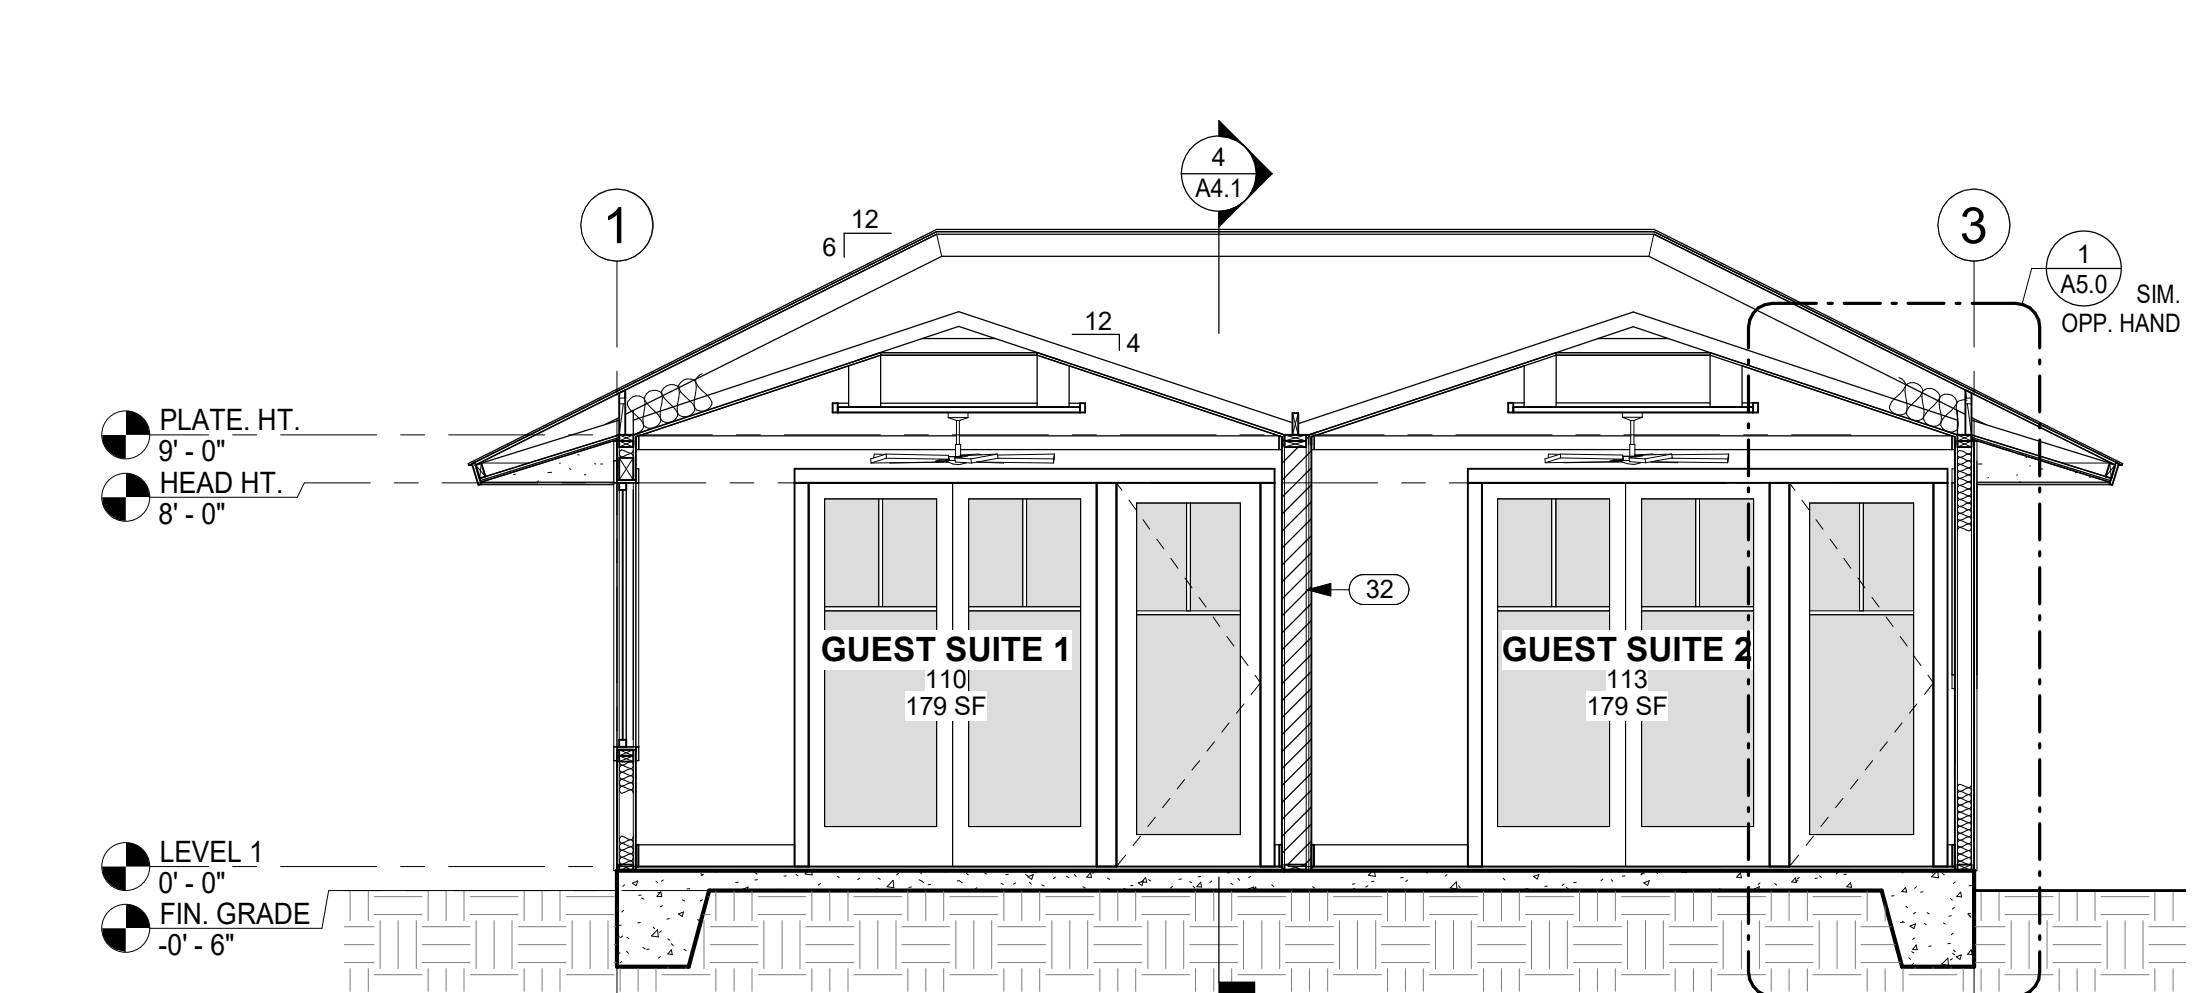 4
A4.1
1
12
6
3
1
A5.0
SIM.
OPP. HAND
12
4
PLATE. HT.
9' - 0"
HEAD HT.
8' - 0"
32
GUEST SUITE 1
110
179 SF
GUEST SUITE 2
113
179 SF
LEVEL 1
0' - 0"
FIN. GRADE
-0' - 6"